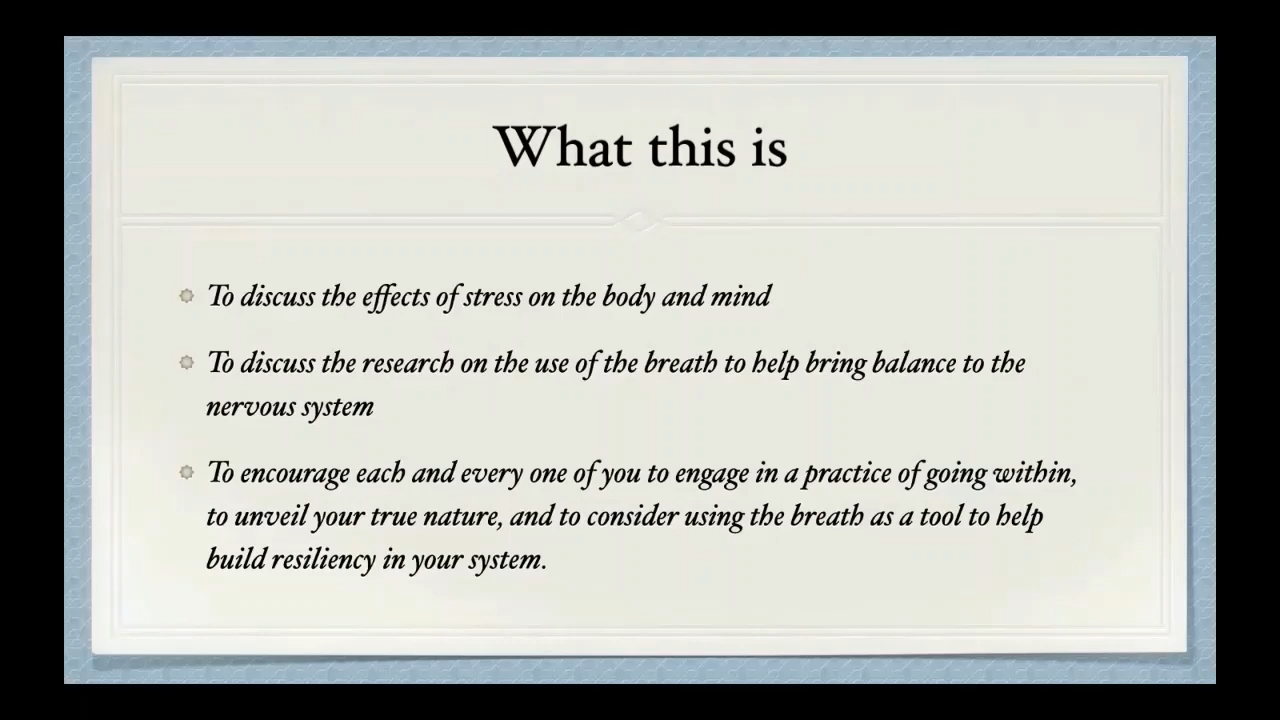 What this is
To discuss the effects of stress on the body and mind
To discuss the research on the use of the breath to help bring balance to the
nervous system
To encourage each and every one of you to engage in a practice of going within,
to unveil your true nature, and to consider using the breath as a tool to help
build resiliency in your system.